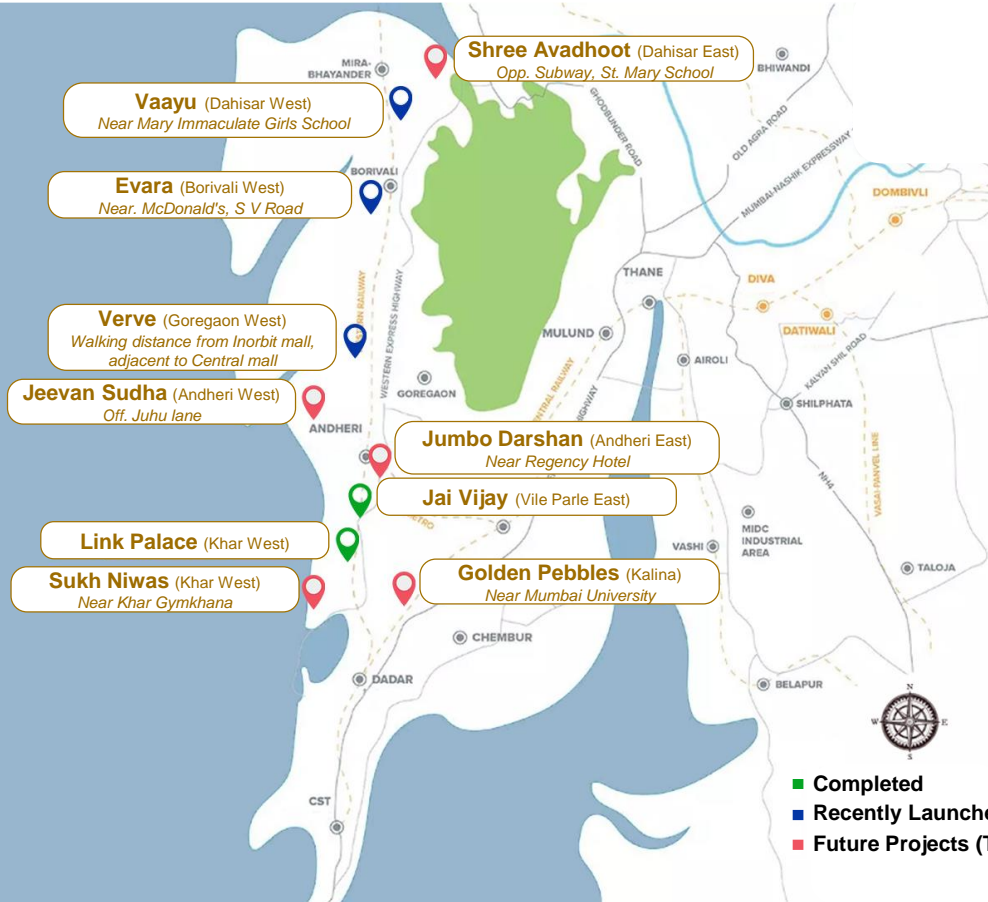 Shree Avadhoot (Dahisar East)
Opp. Subway, St. Mary School
MIRA-
BHAYANDER
BHIWANDI
Vaayu (Dahisar West)
Near Mary Immaculate Girls School
GHODBUNDER ROAD
OLD AGRA ROAD
MUMBAI-NASHIK EXPRESSWAY
BORIVALI
Evara (Borivali West)
Near. McDonald's, S V Road
DOMBIVLI
THANE
DIVA
Verve (Goregaon West)
Walking distance from Inorbit mall,
adjacent to Central mall
WESTERN EXPRESS HIGHWAY
MULUND
DATIWALI
AIROLI
KALYAN SHIL ROAD
Jeevan Sudha (Andheri West)
Off. Juhu lane
GOREGAON
HIGHWAY
SHILPHATA
ANDHERI
Jumbo Darshan (Andheri East)
Near Regency Hotel
VASAI-PANVEL LINE
NH4
Jai Vijay (Vile Parle East)
MIDC
INDUSTRIAL
AREA
Link Palace (Khar West)
VASHI
TALOJA
Sukh Niwas (Khar West)
Near Khar Gymkhana
Golden Pebbles (Kalina)
Near Mumbai University
CHEMBUR
DADAR
BELAPUR
N
W
E
S
CST
Completed
Recently
Future Projects